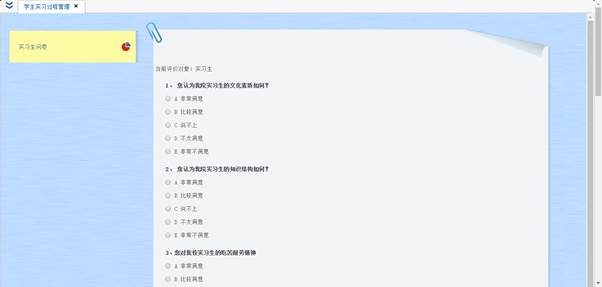 学生实习过程管理 ×
实习生问卷
当前评价对象：实习生
1、 您认为我院实习生的文化素质如何?
A 非常满意
B 比较满意
C 说不上
D 不太满意
E 非常不满意
2、 您认为我院实习生的知识结构如何?
A 非常满意
B 比较满意
C 说不上
D 不太满意
E 非常不满意
3、您对我校实习生的吃苦耐劳精神
A 非常满意
B 比较满意